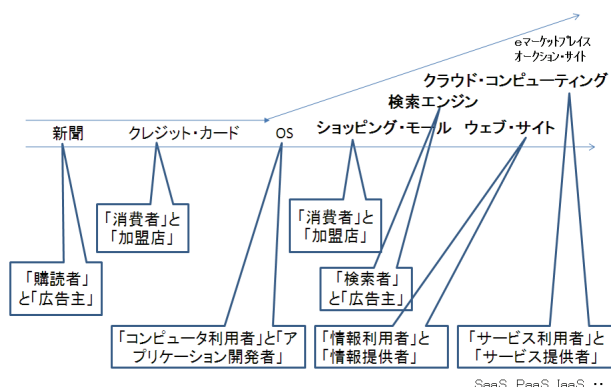 eマーケットプレイス
オークション・サイト
クラウド・コンピューティング
検索エンジン
新聞
クレジット・カード
OS
ショッピング・モール
ウェブ・サイト
「消費者」と
「加盟店」
「消費者」と
「加盟店」
「購読者」
と「広告主」
「検索者」
と「広告主」
「コンピュータ利用者」と「ア
プリケーション開発者」
「情報利用者」と
「情報提供者」
「サービス利用者」と
「サービス提供者」
SaaS, PaaS, IaaS ・・